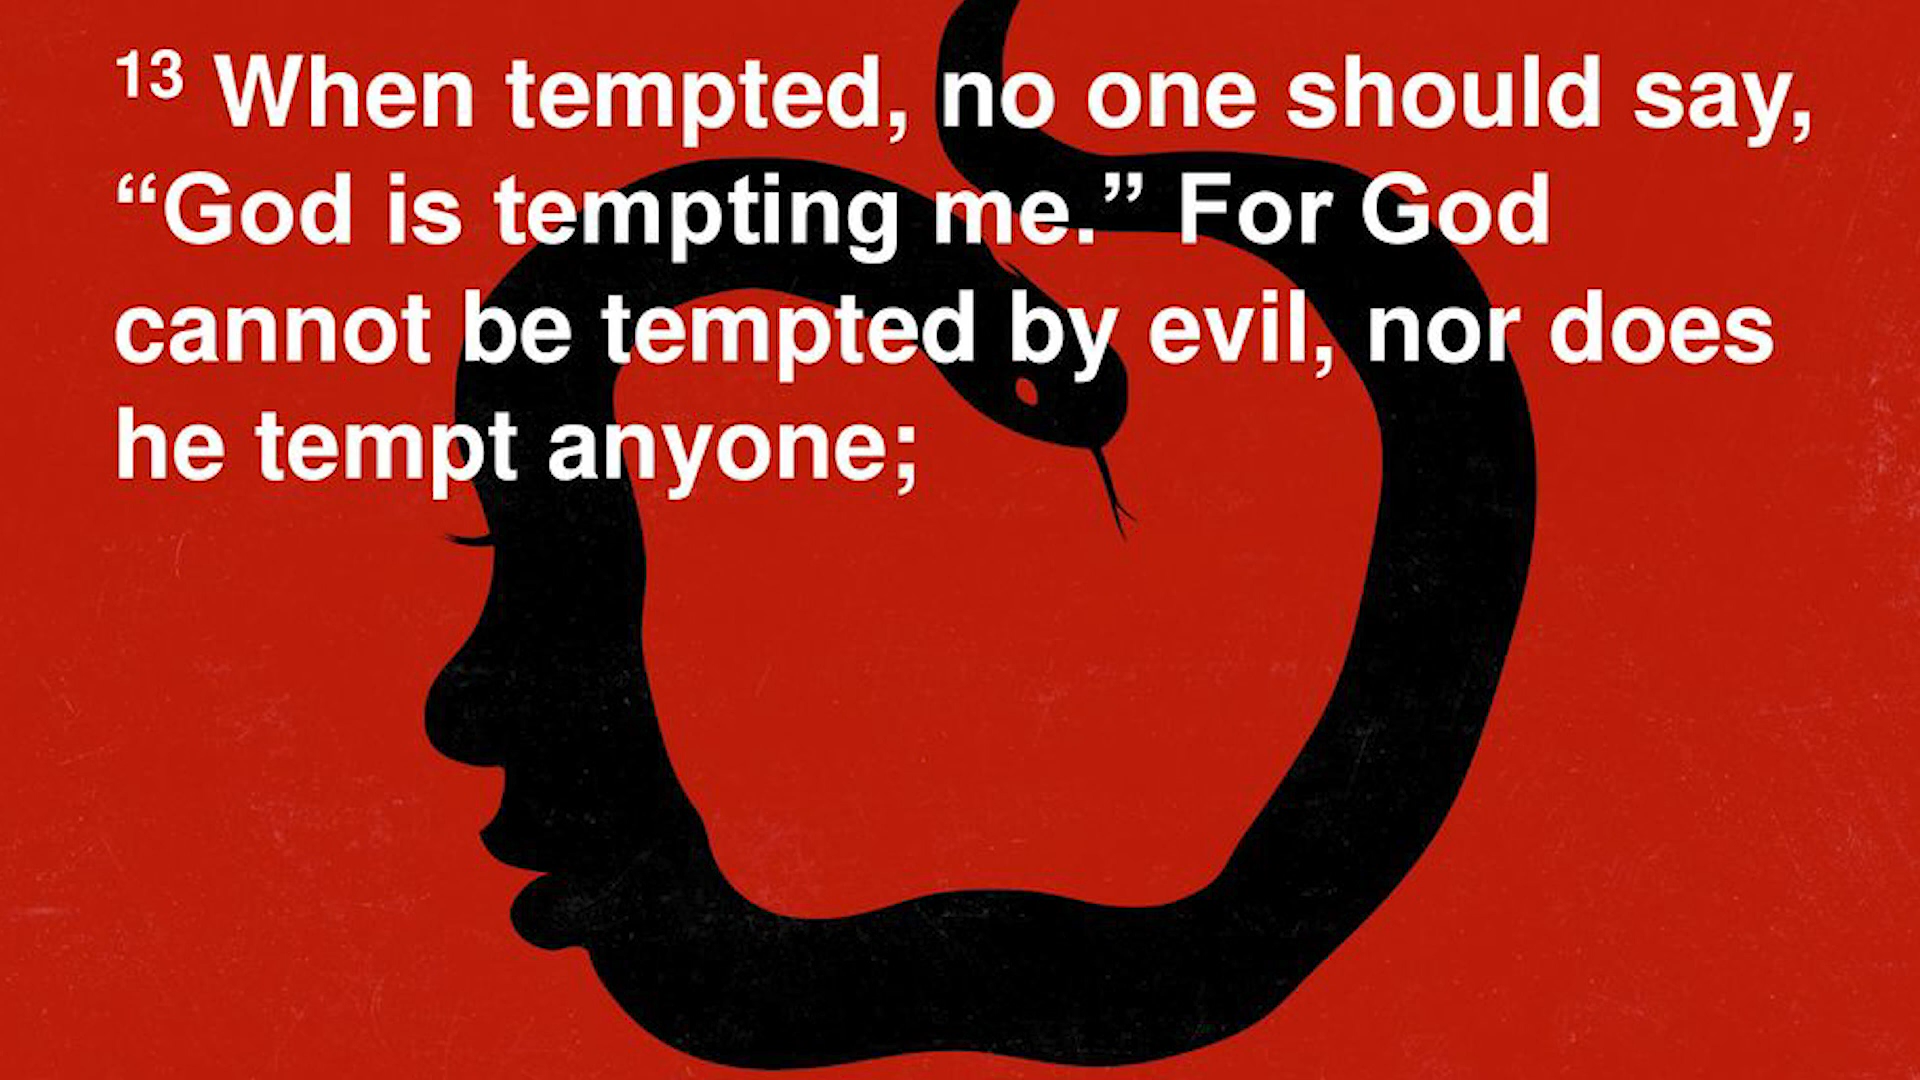 ¹³ When tempted, no one should say,
“God is tempting me.” For God
cannot be tempted by evil, nor does
he tempt anyone;